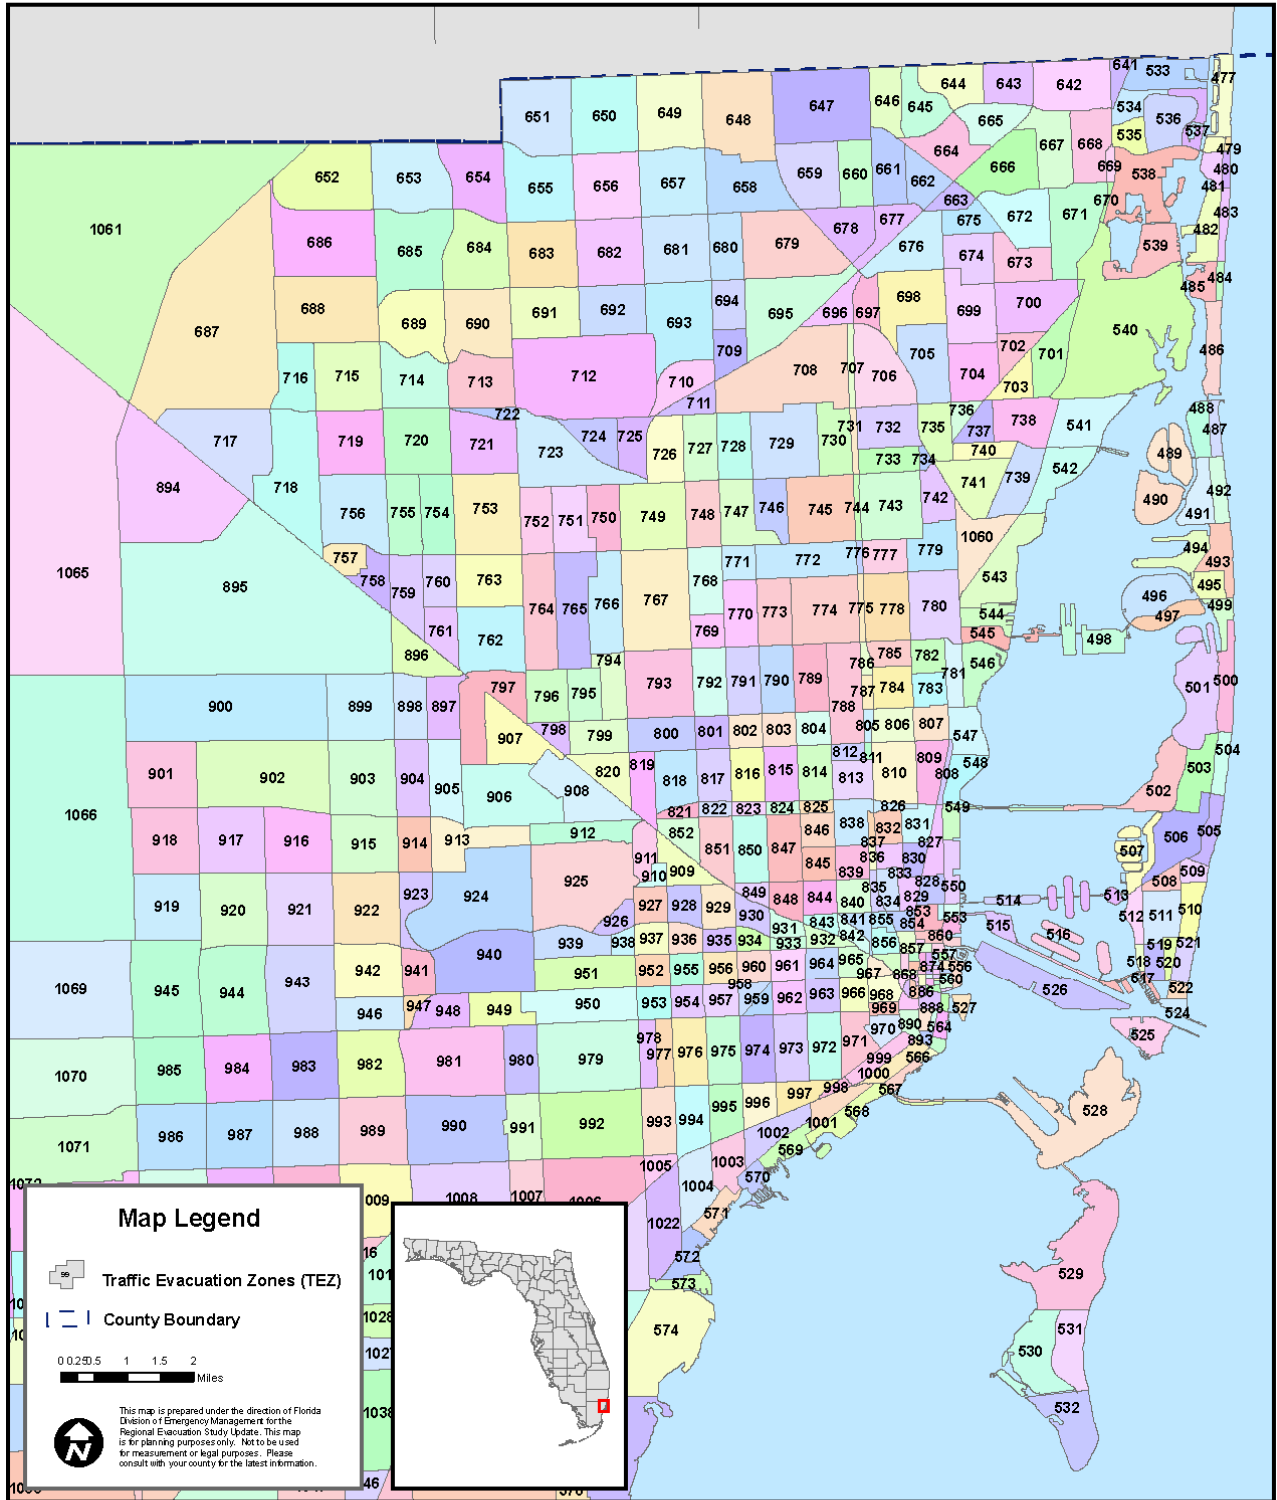 641 533 477
644 643 642
651 650 649 648 647 646 645
534 536 537
665 535
664 667 668 479
652 653 654 655 656 657 658 659 660 661 662 666 669 538 480
481
663 670
1061 686 685 684 683 682 681 680 679 678 677 676 675 672 671 483
482
674 673 539
484
485
688 687 689 690 691 692 693 694 695 696 697 698 699 700 540
486
709 705 702 701
716 715 714 713 712 710 708 707 706 704 703
711
722 736 488
717 719 720 721 723 724 725 726 727 728 729 730 731 732 735 737 738 541 487
740 489
733 734
894 718 741 739 542
756 755 754 753 752 751 750 749 748 747 746 745 744 743 742 490 492
491
1060
757 771 772 776 777 779 494
493
1065 895 758 759 760 763 768 543 495
496
764 765 766 767 770 773 774 775 778 780 544 499
497
761 762 769 545 498
896 794 785 782 546
786 781
900 899 898 897 797 796 795 793 792 791 790 789 787 784 783 501 500
788
907 798 799 800 801 802 803 804 805 806 807 547
504
901 902 903 904 905 906 908 820 819 818 817 816 815 814 812 811 813 810 809 808 548 503
502
1066 821 822 823 824 825 826 549
918 917 916 915 914 913 912 852 851 850 847 846 838 832 831 506 505
837 827
911 910 909 845 836 830 507
839 833 509
919 920 921 922 923 924 925 849 848 844 835 828 550 508
927 928 929 930 840 834 829 514 513
926 931 843 841 855 853 854 553 515 512 511 510
939 938 937 936 935 934 933 932 842 856 860 516 519 521
857 557
1069 945 944 943 942 941 940 951 952 955 956 960 961 964 965 967 868 874 556 518 520
958 560 517
946 947 948 949 950 953 954 957 959 962 963 966 968 886 526 522
969 888 527 524
970 890 564 525
978 971 893
1070 985 984 983 982 981 980 979 977 976 975 974 973 972 999 566
1000
998 567
997
1071 986 987 988 989 990 991 992 993 994 995 996 1001 568 528
1002
569
1005 1003
1004 570
1008 1007
1022 571
572
573 529
574 531
530
532
1028
1038
Map Legend
99
Traffic Evacuation Zones (TEZ)
County Boundary
0 0.25 0.5 1 1.5 2
Miles
N
This map is prepared under the direction of Florida
Division of Emergency Management for the
Regional Evacuation Study Update. This map
is for planning purposes only. Not to be used
for measurement or legal purposes. Please
consult with your county for the latest information.